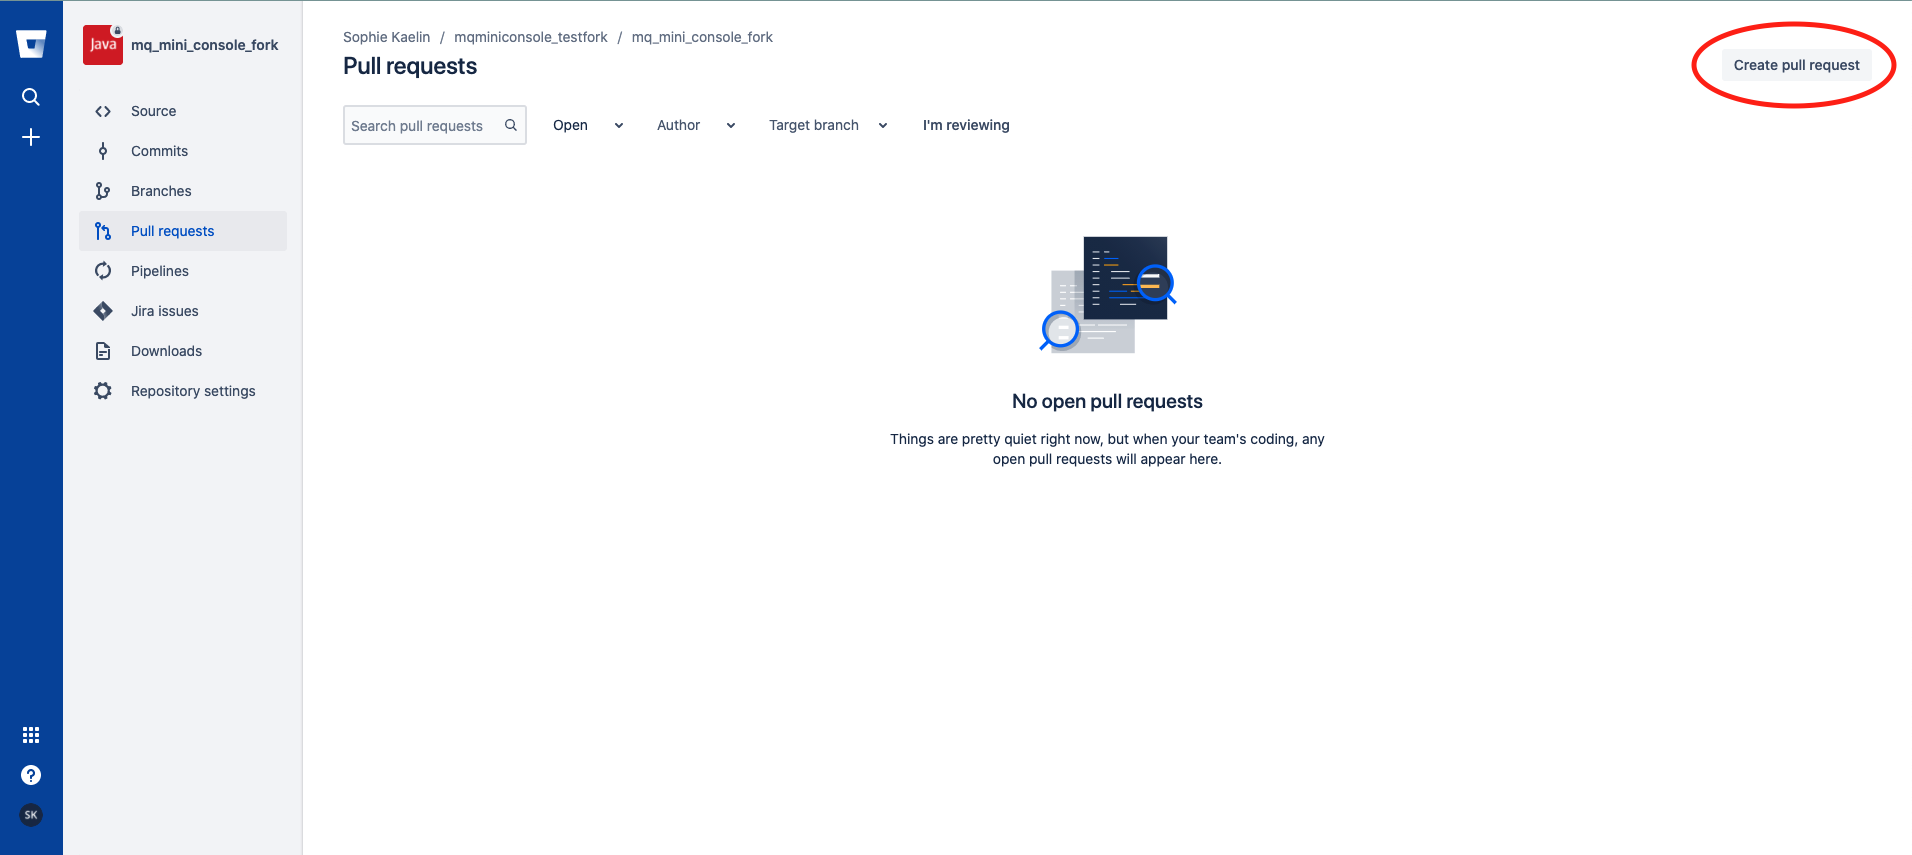 Java
mq_mini_console_fork
Source
Commits
Branches
Pull requests
Pipelines
Jira issues
Downloads
Repository settings
SK
Sophie Kaelin / mqminiconsole_testfork / mq_mini_console_fork
Pull requests
Create pull request
Search pull requests Open Author Target branch I'm reviewing
No open pull requests
Things are pretty quiet right now, but when your team's coding, any
open pull requests will appear here.